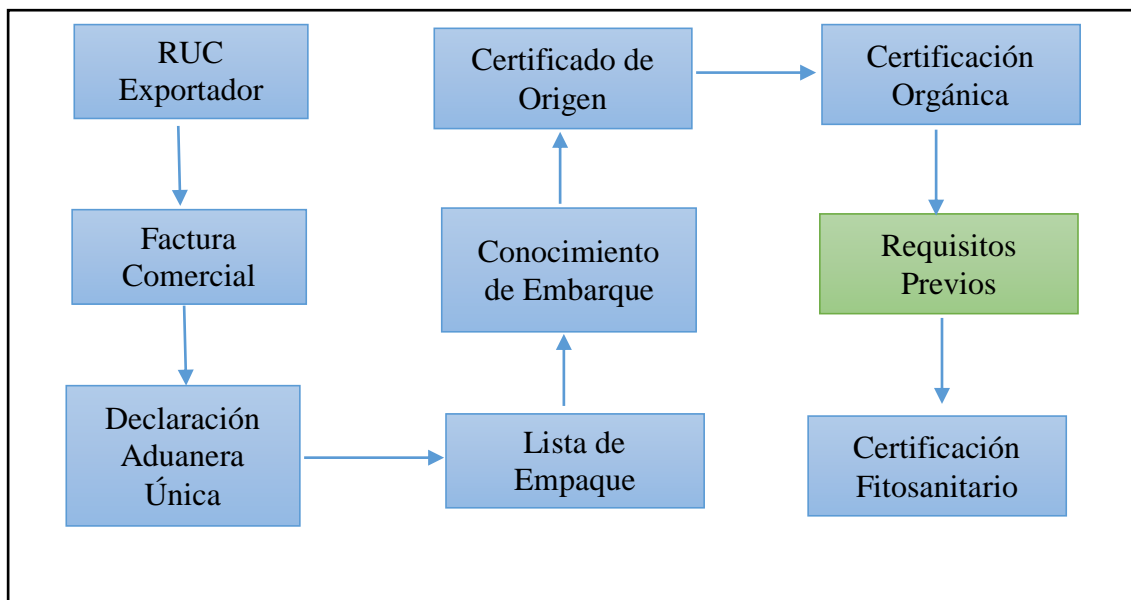 RUC
Exportador
Factura
Comercial
Declaración
Aduanera
Única
Lista de
Empaque
Conocimiento
de Embarque
Certificado de
Origen
Certificación
Orgánica
Requisitos
Previos
Certificación
Fitosanitario